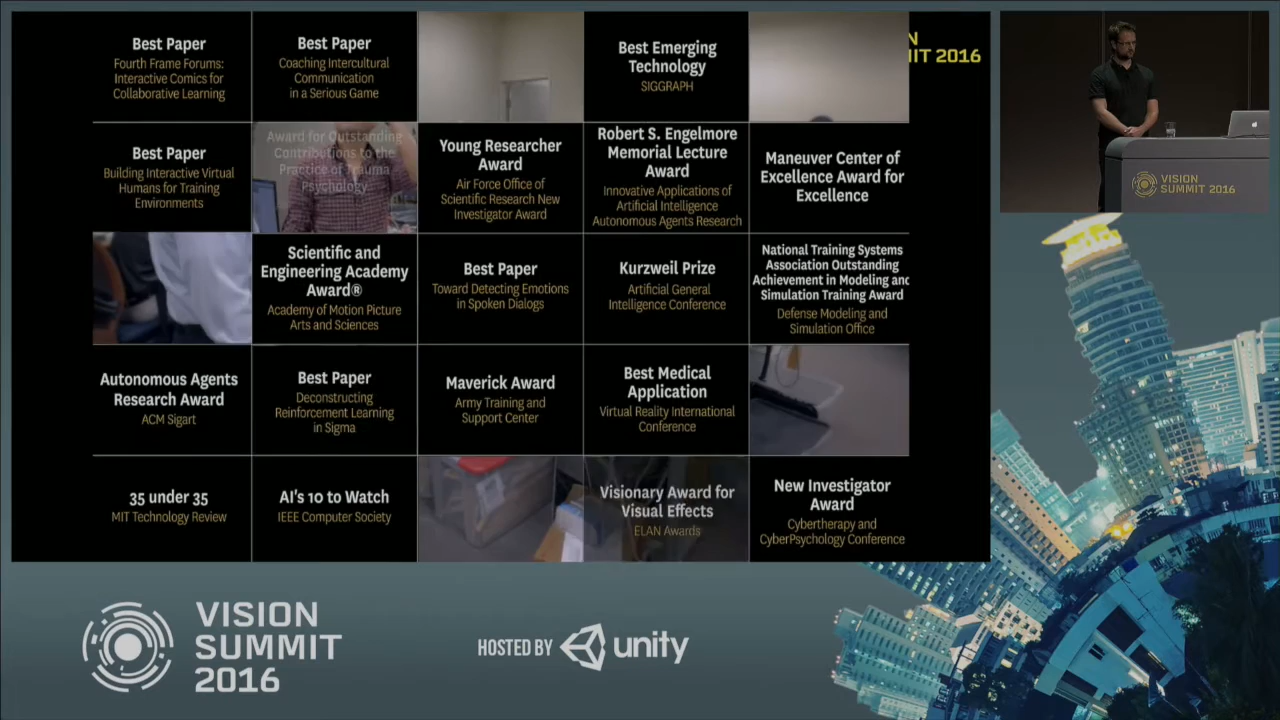 Best Paper
Fourth Frame Forums:
Interactive Comics for
Collaborative Learning
Best Paper
Coaching Intercultural
Communication
in a Serious Game
Best Emerging
Technology
SIGGRAPH
N
IIT 2016
Best Paper
Building Interactive Virtual
Humans for Training
Environments
Award for Outstanding
Contributions to the
Practice of Trauma
Psychology
Young Researcher
Award
Air Force Office of
Scientific Research New
Investigator Award
Robert S. Engelmore
Memorial Lecture
Award
Innovative Applications of
Artificial Intelligence
Autonomous Agents Research
Maneuver Center of
Excellence Award for
Excellence
Scientific and
Engineering Academy
Award®
Academy of Motion Picture
Arts and Sciences
Best Paper
Toward Detecting Emotions
in Spoken Dialogs
Kurzweil Prize
Artificial General
Intelligence Conference
National Training Systems
Association Outstanding
Achievement in Modeling and
Simulation Training Award
Defense Modeling and
Simulation Office
Autonomous Agents
Research Award
ACM Sigart
Best Paper
Deconstructing
Reinforcement Learning
in Sigma
Maverick Award
Army Training and
Support Center
Best Medical
Application
Virtual Reality International
Conference
35 under 35
MIT Technology Review
AI's 10 to Watch
IEEE Computer Society
Visionary Award for
Visual Effects
ELAN Awards
New Investigator
Award
Cybertherapy and
CyberPsychology Conference
VISION
SUMMIT 2016
VISION
SUMMIT
2016
HOSTED BY unity